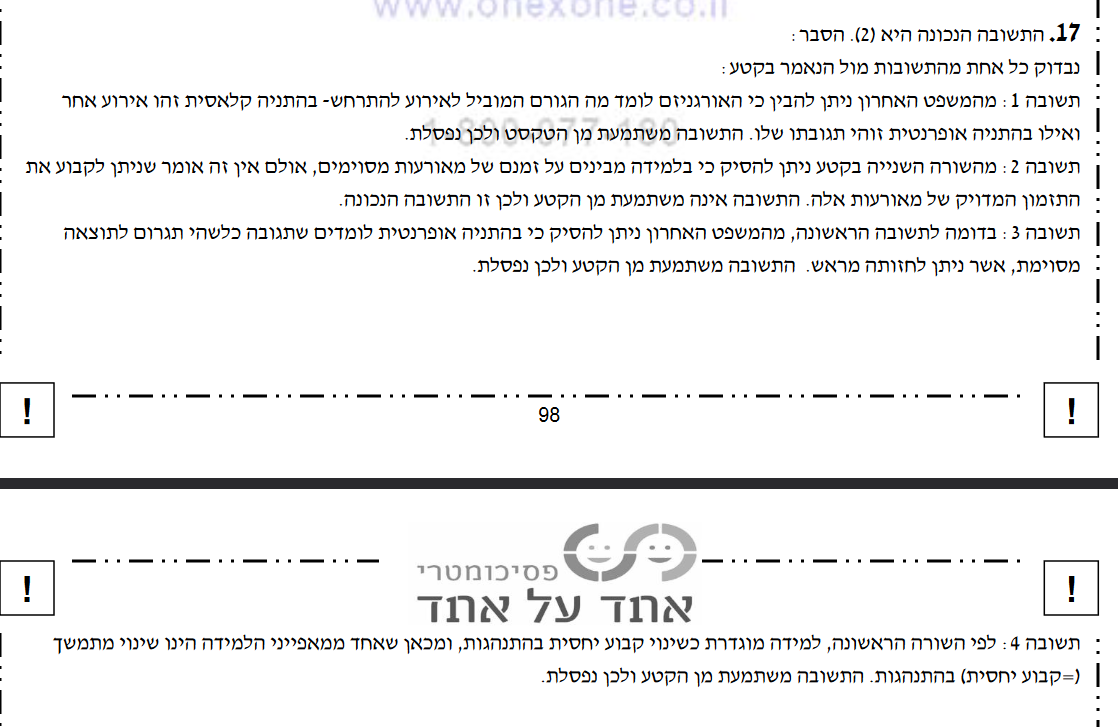 www.onexone.co.il
17. התשובה הנכונה היא (2). הסבר:
נבדוק כל אחת מהתשובות מול הנאמר בקטע:
תשובה 1: מהמשפט האחרון ניתן להבין כי האורגניזם לומד מה הגורם המוביל לאירוע להתרחש- בהתניה קלאסית זהו אירוע אחר
1-800-077-180
ואילו בהתניה אופרנטית זוהי תגובתו שלו. התשובה משתמעת מן הטקסט ולכן נפסלת.
תשובה 2: מהשורה השנייה בקטע ניתן להסיק כי בלמידה מבינים על זמנם של מאורעות מסוימים, אולם אין זה אומר שניתן לקבוע את
התזמון המדויק של מאורעות אלה. התשובה אינה משתמעת מן הקטע ולכן זו התשובה הנכונה.
תשובה 3: בדומה לתשובה הראשונה, מהמשפט האחרון ניתן להסיק כי בהתניה אופרנטית לומדים שתגובה כלשהי תגרום לתוצאה
מסוימת, אשר ניתן לחזותה מראש. התשובה משתמעת מן הקטע ולכן נפסלת.
! !
98
פסיכומטרי
! !
אחד על אחד
תשובה 4: לפי השורה הראשונה, למידה מוגדרת כשינוי קבוע יחסית בהתנהגות, ומכאן שאחד ממאפייני הלמידה הינו שינוי מתמשך
(=קבוע יחסית) בהתנהגות. התשובה משתמעת מן הקטע ולכן נפסלת.